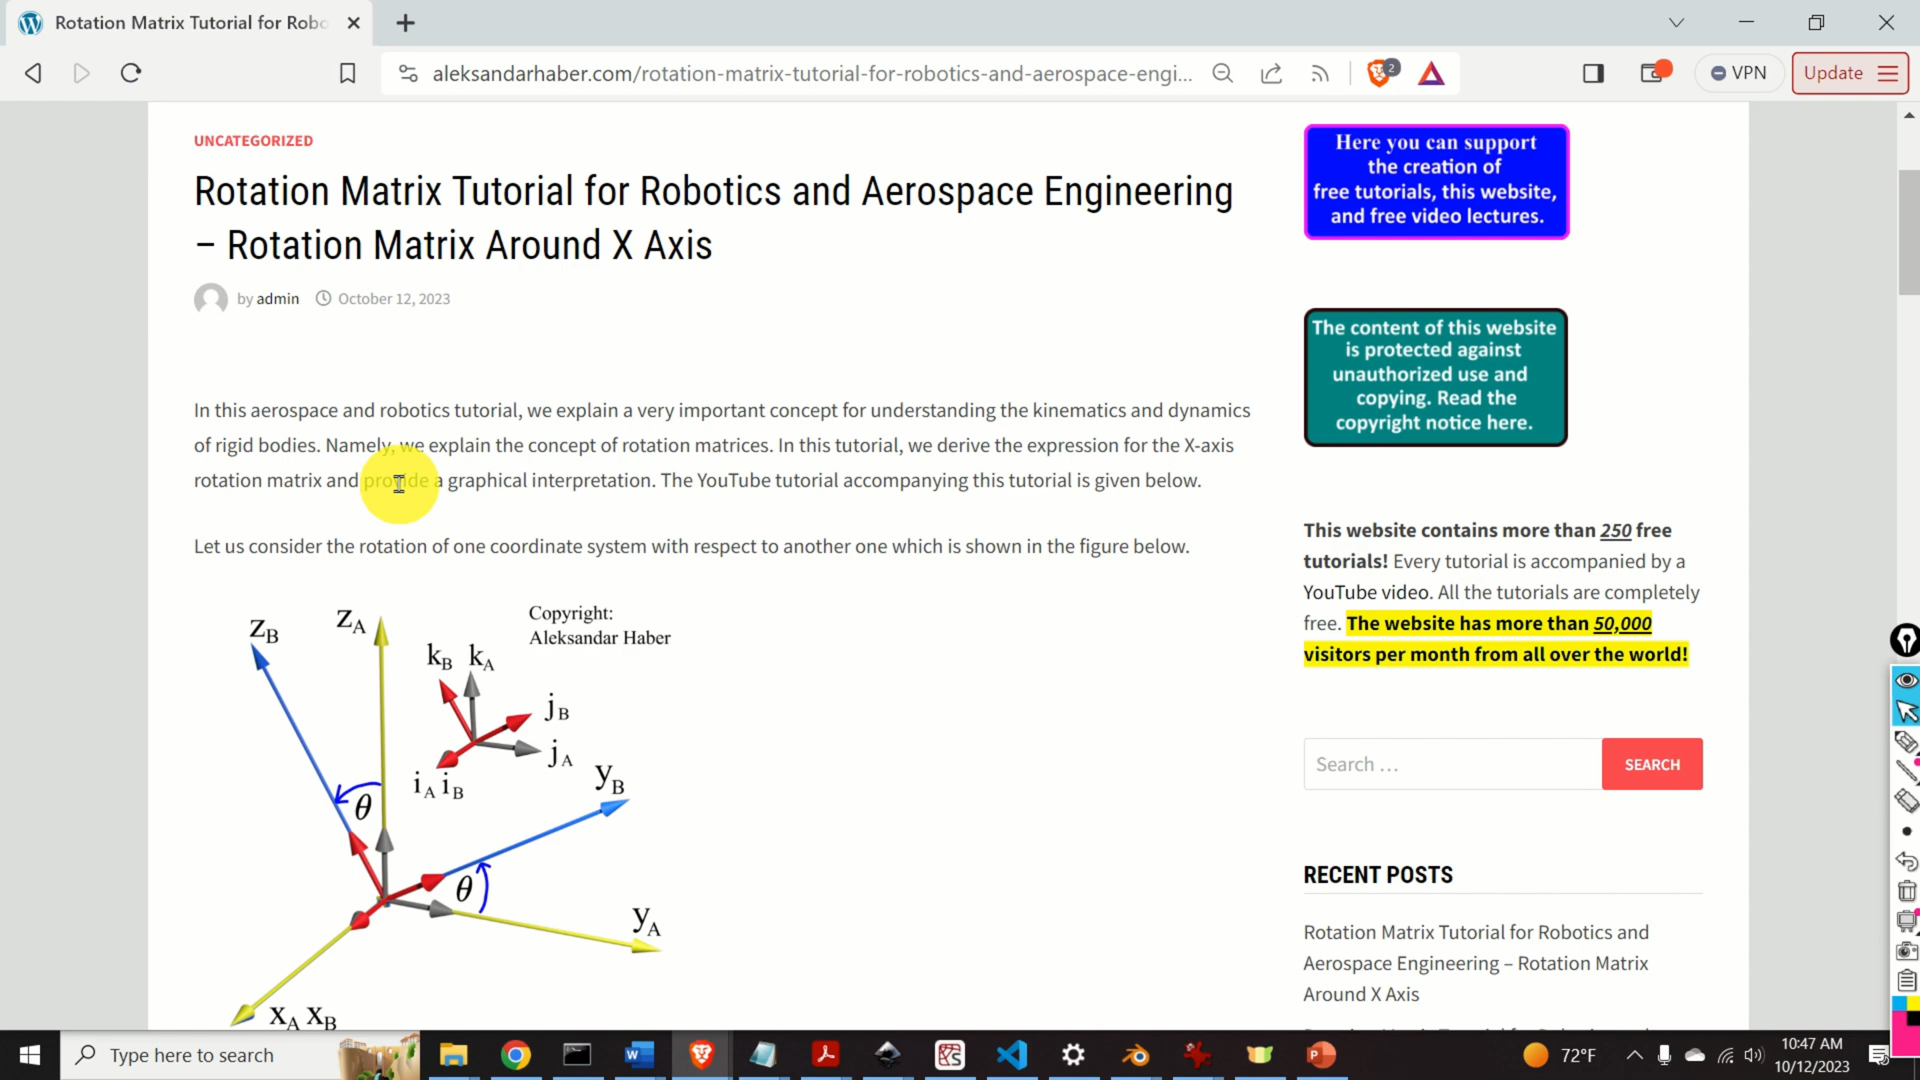 Rotation Matrix Tutorial for Robo
aleksandarhaber.com/rotation-matrix-tutorial-for-robotics-and-aerospace-engi...
2
VPN
Update
UNCATEGORIZED
Rotation Matrix Tutorial for Robotics and Aerospace Engineering
– Rotation Matrix Around X Axis
by admin October 12, 2023
In this aerospace and robotics tutorial, we explain a very important concept for understanding the kinematics and dynamics
of rigid bodies. Namely, we explain the concept of rotation matrices. In this tutorial, we derive the expression for the X-axis
rotation matrix and provide a graphical interpretation. The YouTube tutorial accompanying this tutorial is given below.
Let us consider the rotation of one coordinate system with respect to another one which is shown in the figure below.
Copyright:
Aleksandar Haber
zB zA
kB kA
jB
jA
iA iB
yB
θ
θ
yA
xA xB
Here you can support
the creation of
free tutorials, this website,
and free video lectures.
The content of this website
is protected against
unauthorized use and
copying. Read the
copyright notice here.
This website contains more than 250 free
tutorials! Every tutorial is accompanied by a
YouTube video. All the tutorials are completely
free. The website has more than 50,000
visitors per month from all over the world!
Search …
SEARCH
RECENT POSTS
Rotation Matrix Tutorial for Robotics and
Aerospace Engineering – Rotation Matrix
Around X Axis
Type here to search
72°F
10:47 AM
10/12/2023